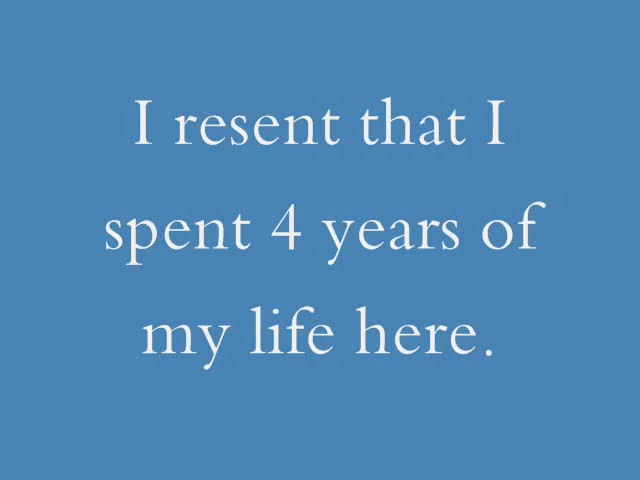 I resent that I
spent 4 years of
my life here.